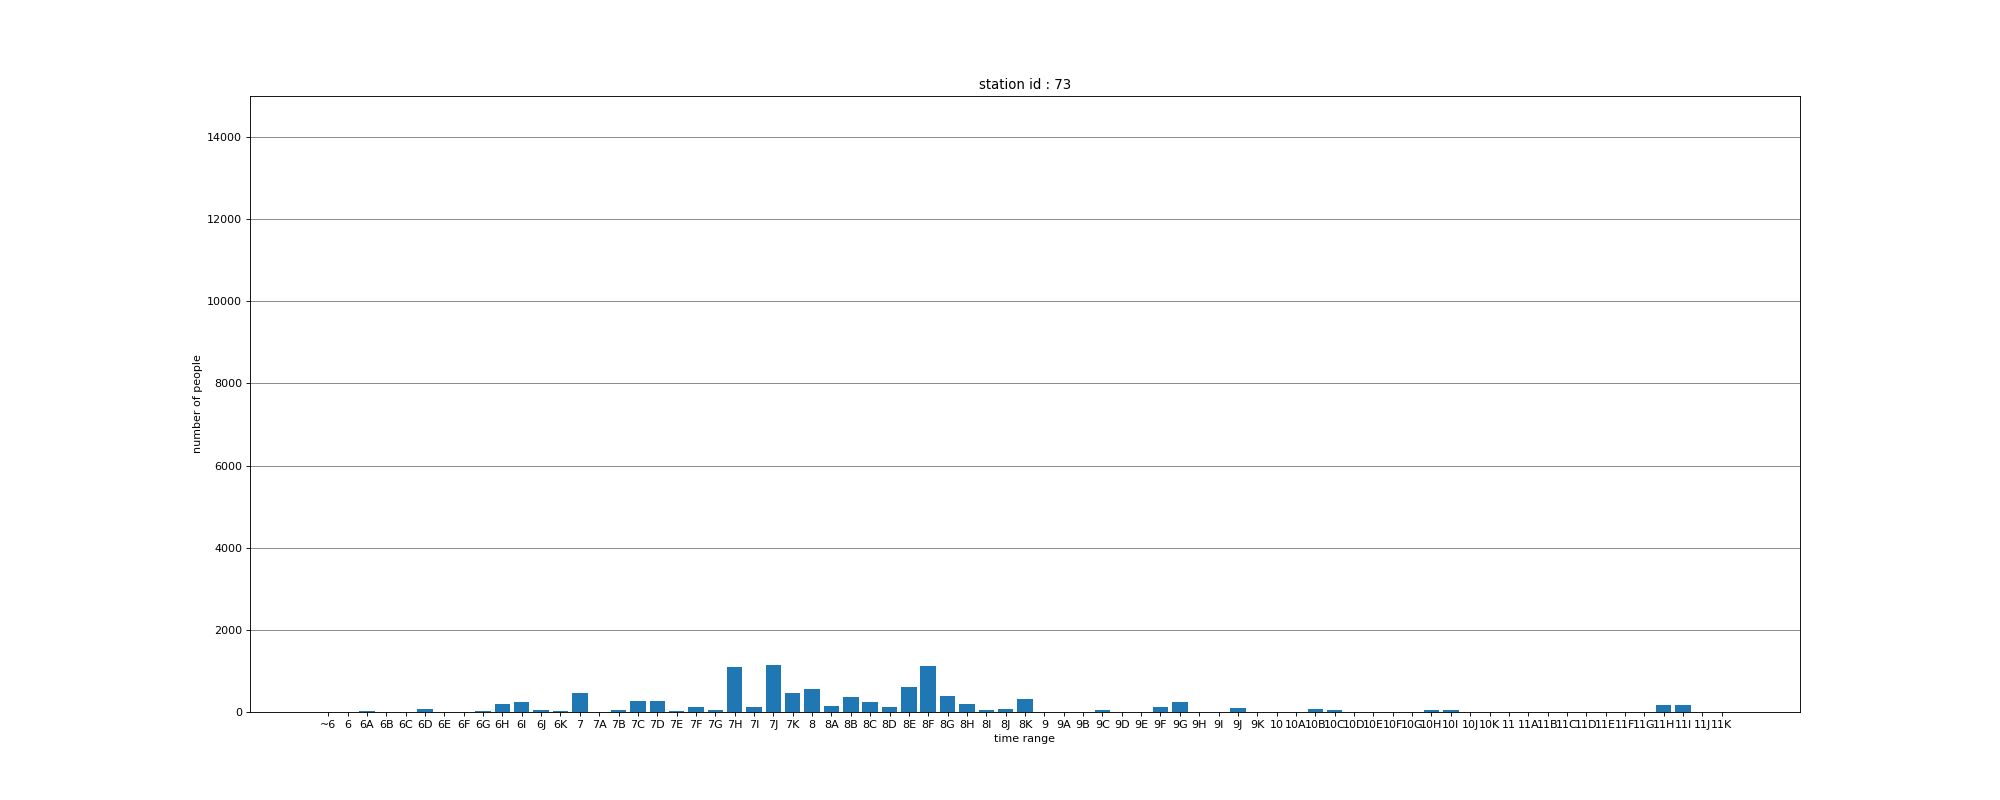 station id : 73
14000
12000
10000
8000
6000
4000
2000
0
number of people
~6 6 6A 6B 6C 6D 6E 6F 6G 6H 6I 6J 6K 7 7A 7B 7C 7D 7E 7F 7G 7H 7I 7J 7K 8 8A 8B 8C 8D 8E 8F 8G 8H 8I 8J 8K 9 9A 9B 9C 9D 9E 9F 9G 9H 9I 9J 9K 10 10A 10B 10C 10D 10E 10F 10G 10H 10I 10J 10K 11 11A 11B 11C 11D 11E 11F 11G 11H 11I 11J 11K
time range